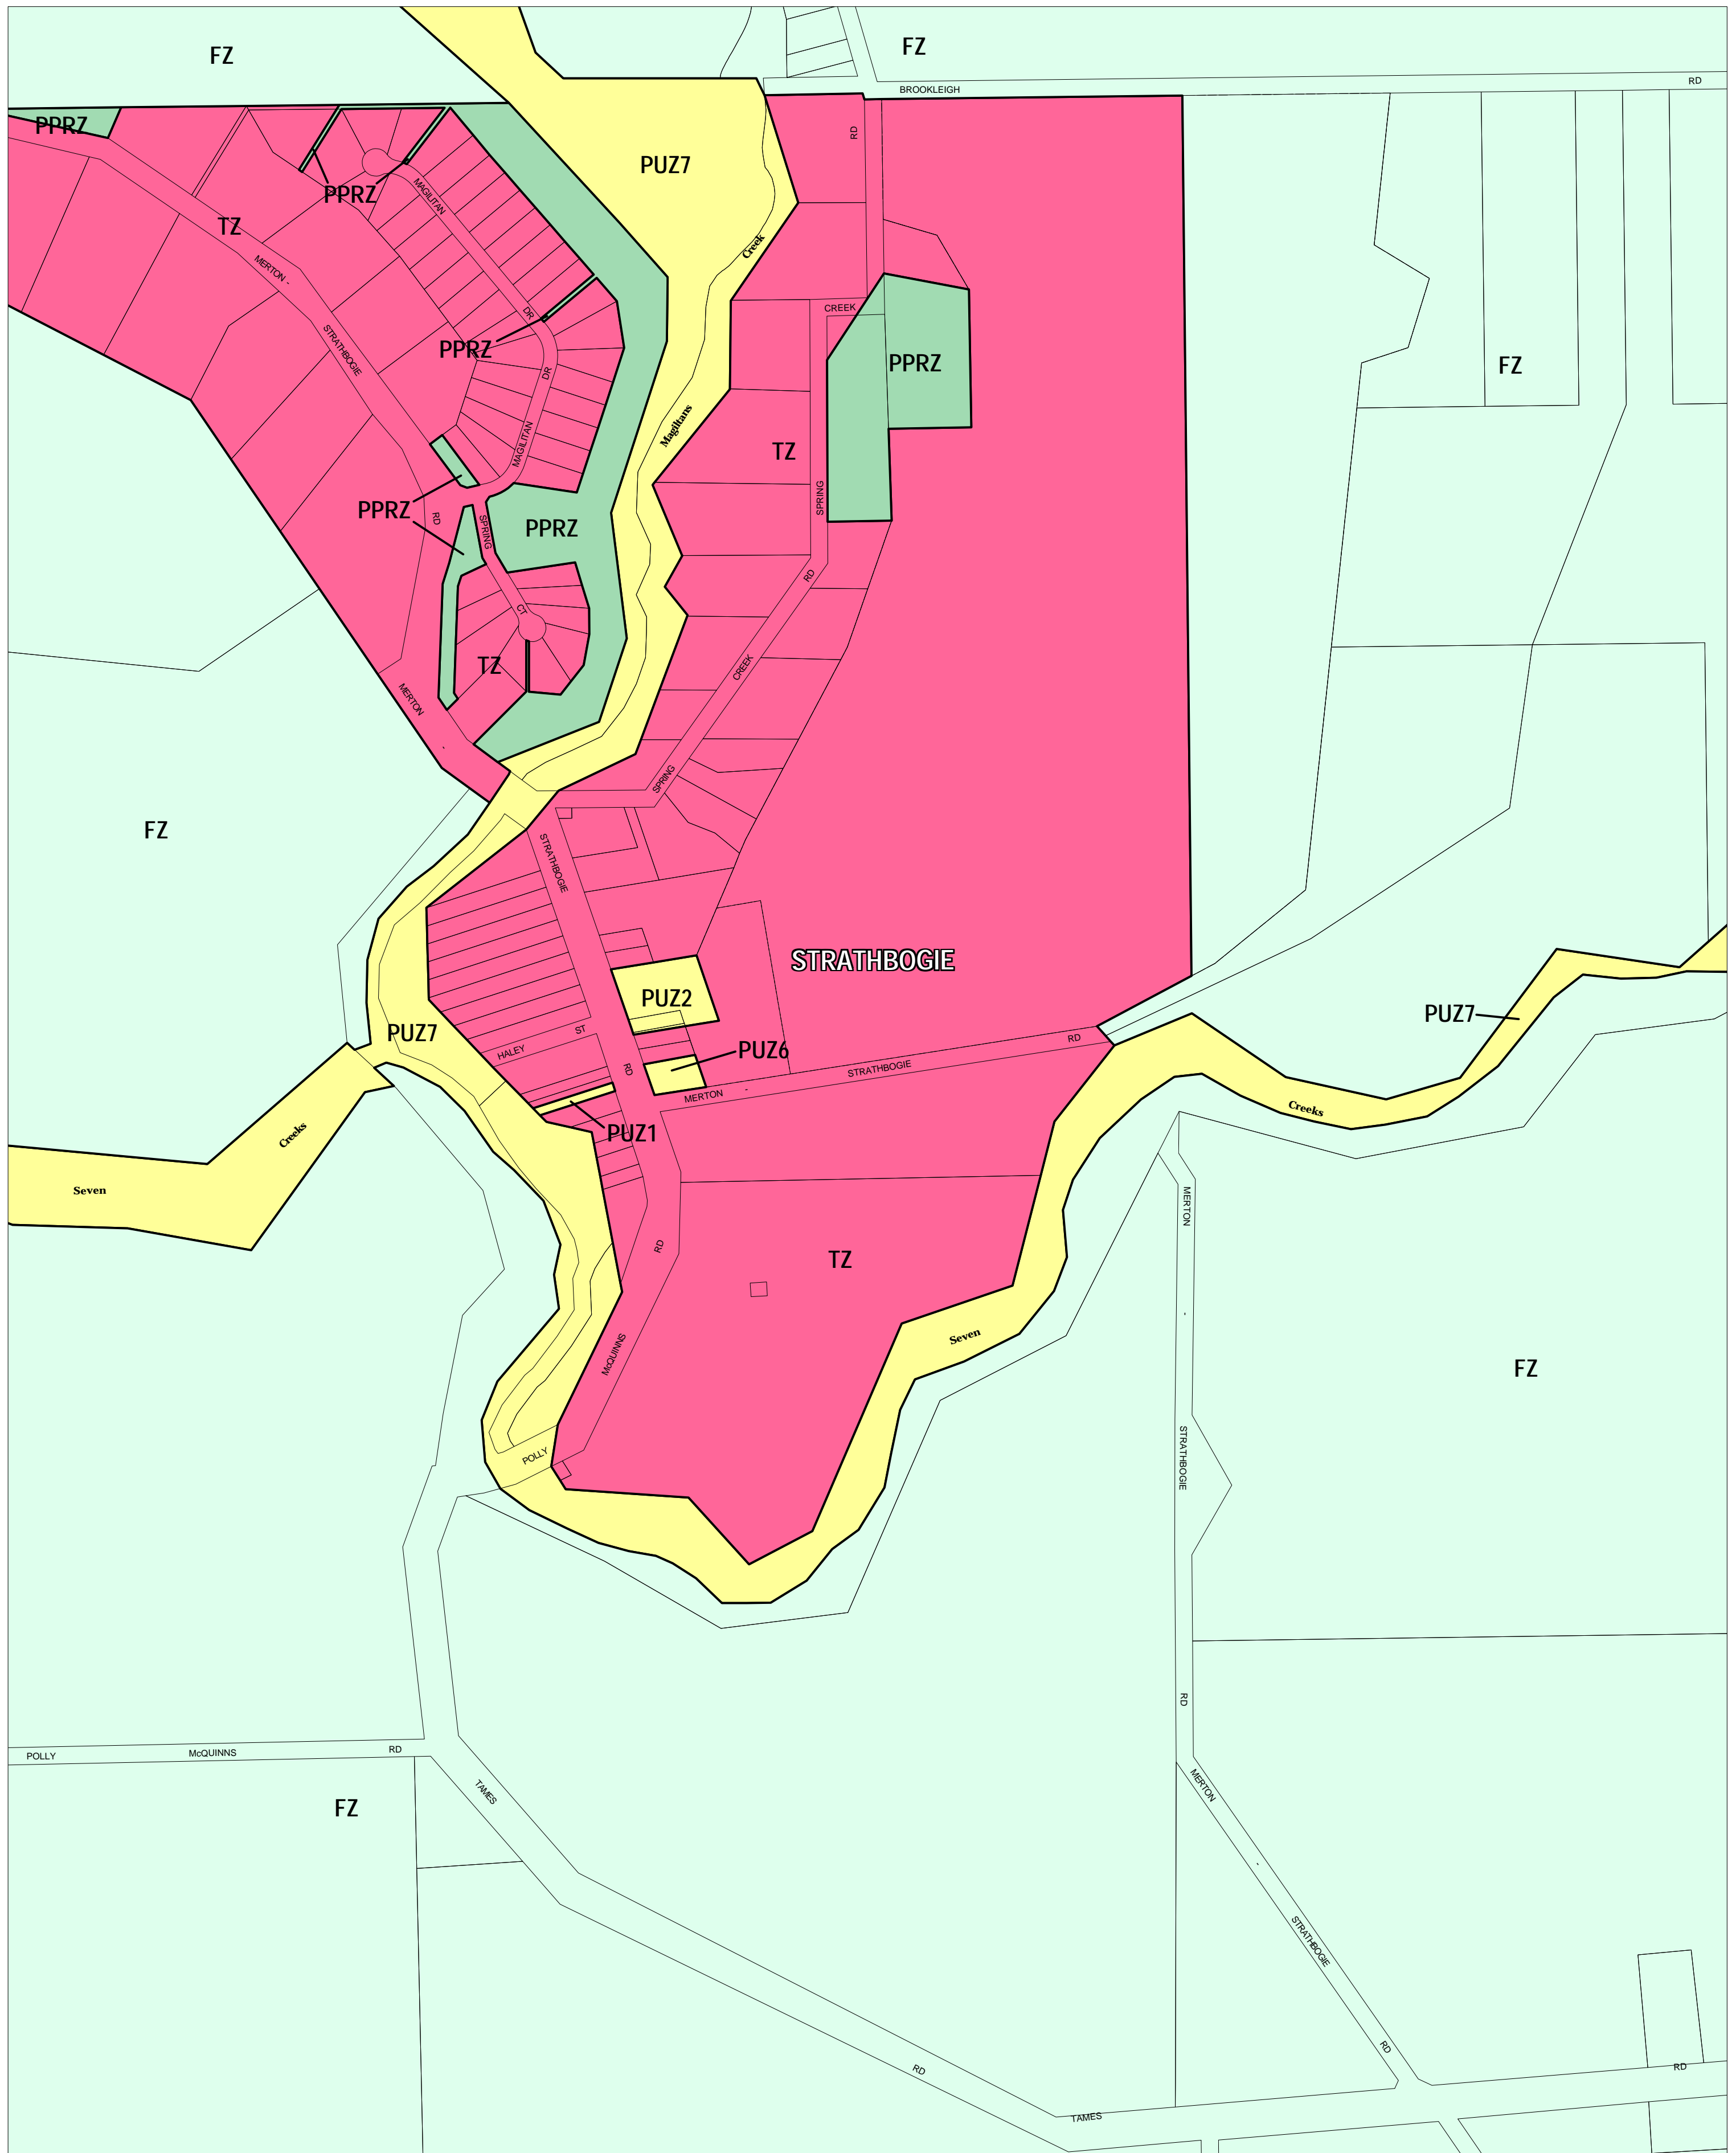 FZ
FZ
BROOKLEIGH
RD
PPRZ
RD
PUZ7
PPRZ
MAGILITAN
TZ
Creek
MERTON -
DR
CREEK
STRATHBOGIE
PPRZ
PPRZ
FZ
DR
Magiltans
MAGILITAN
TZ
SPRING
PPRZ
RD
SPRING
PPRZ
RD
CT
TZ
CREEK
MERTON
-
SPRING
FZ
STRATHBOGIE
STRATHBOGIE
PUZ2
PUZ7
PUZ7
ST
HALEY
PUZ6
RD
RD
STRATHBOGIE
MERTON -
Creeks
PUZ1
Creeks
Seven
MERTON
RD
TZ
-
McQUINNS
Seven
FZ
POLLY
STRATHBOGIE
RD
POLLY
McQUINNS
RD
TAMES
MERTON
FZ
-
STRATHBOGIE
RD
RD
RD
TAMES